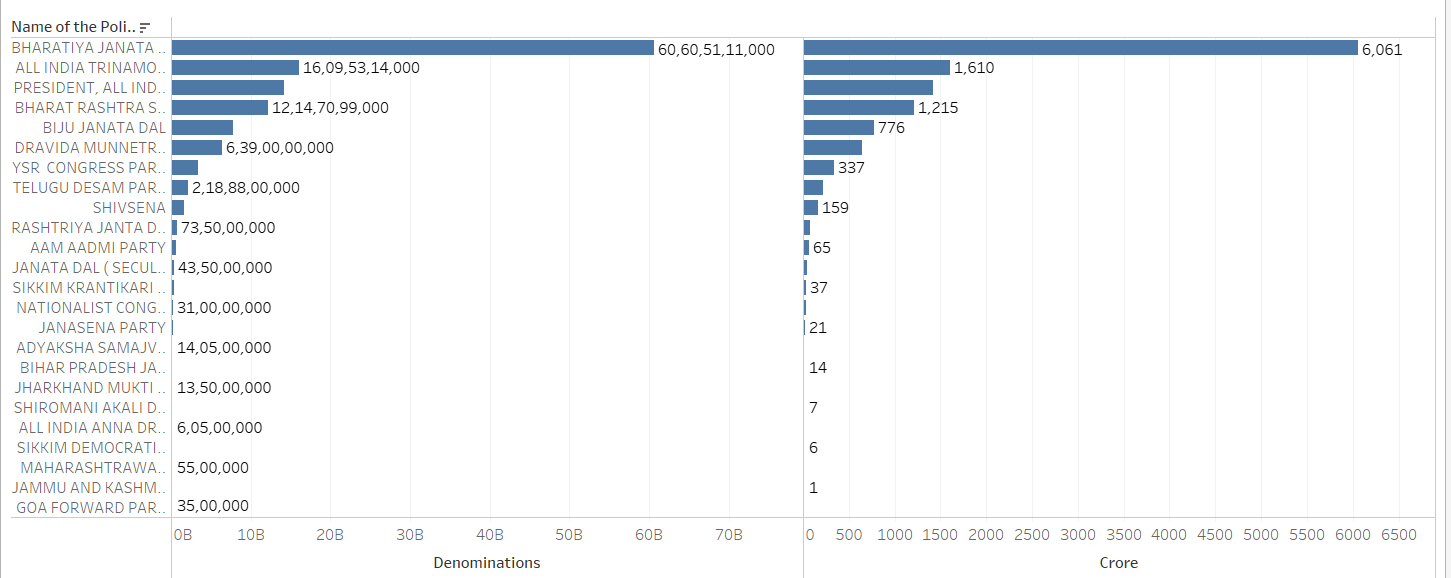 Name of the Poli..
BHARATIYA JANATA .. 60,60,51,11,000 6,061
ALL INDIA TRINAMO.. 16,09,53,14,000 1,610
PRESIDENT, ALL IND..
BHARAT RASHTRA S.. 12,14,70,99,000 1,215
BIJU JANATA DAL 776
DRAVIDA MUNNETR.. 6,39,00,00,000
YSR  CONGRESS PAR.. 337
TELUGU DESAM PAR.. 2,18,88,00,000
SHIVSENA 159
RASHTRIYA JANTA D.. 73,50,00,000
AAM AADMI PARTY 65
JANATA DAL ( SECUL.. 43,50,00,000
SIKKIM KRANTIKARI .. 37
NATIONALIST CONG.. 31,00,00,000
JANASENA PARTY 21
ADYAKSHA SAMAJV.. 14,05,00,000
BIHAR PRADESH JA.. 14
JHARKHAND MUKTI .. 13,50,00,000
SHIROMANI AKALI D.. 7
ALL INDIA ANNA DR.. 6,05,00,000
SIKKIM DEMOCRATI.. 6
MAHARASHTRAWA.. 55,00,000
JAMMU AND KASHM.. 1
GOA FORWARD PAR.. 35,00,000
0B 10B 20B 30B 40B 50B 60B 70B 0 500 1000 1500 2000 2500 3000 3500 4000 4500 5000 5500 6000 6500
Denominations Crore